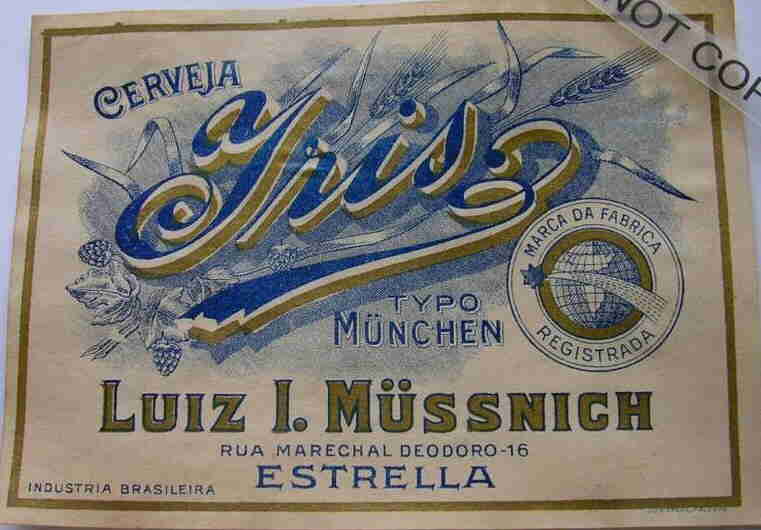 NOT COP
CERVEJA
Iris.
TYPO
MÜNCHEN
MARCA DA FABRICA
REGISTRADA
LUIZ I. MÜSSNICH
RUA MARECHAL DEODORO-16
ESTRELLA
INDUSTRIA BRASILEIRA